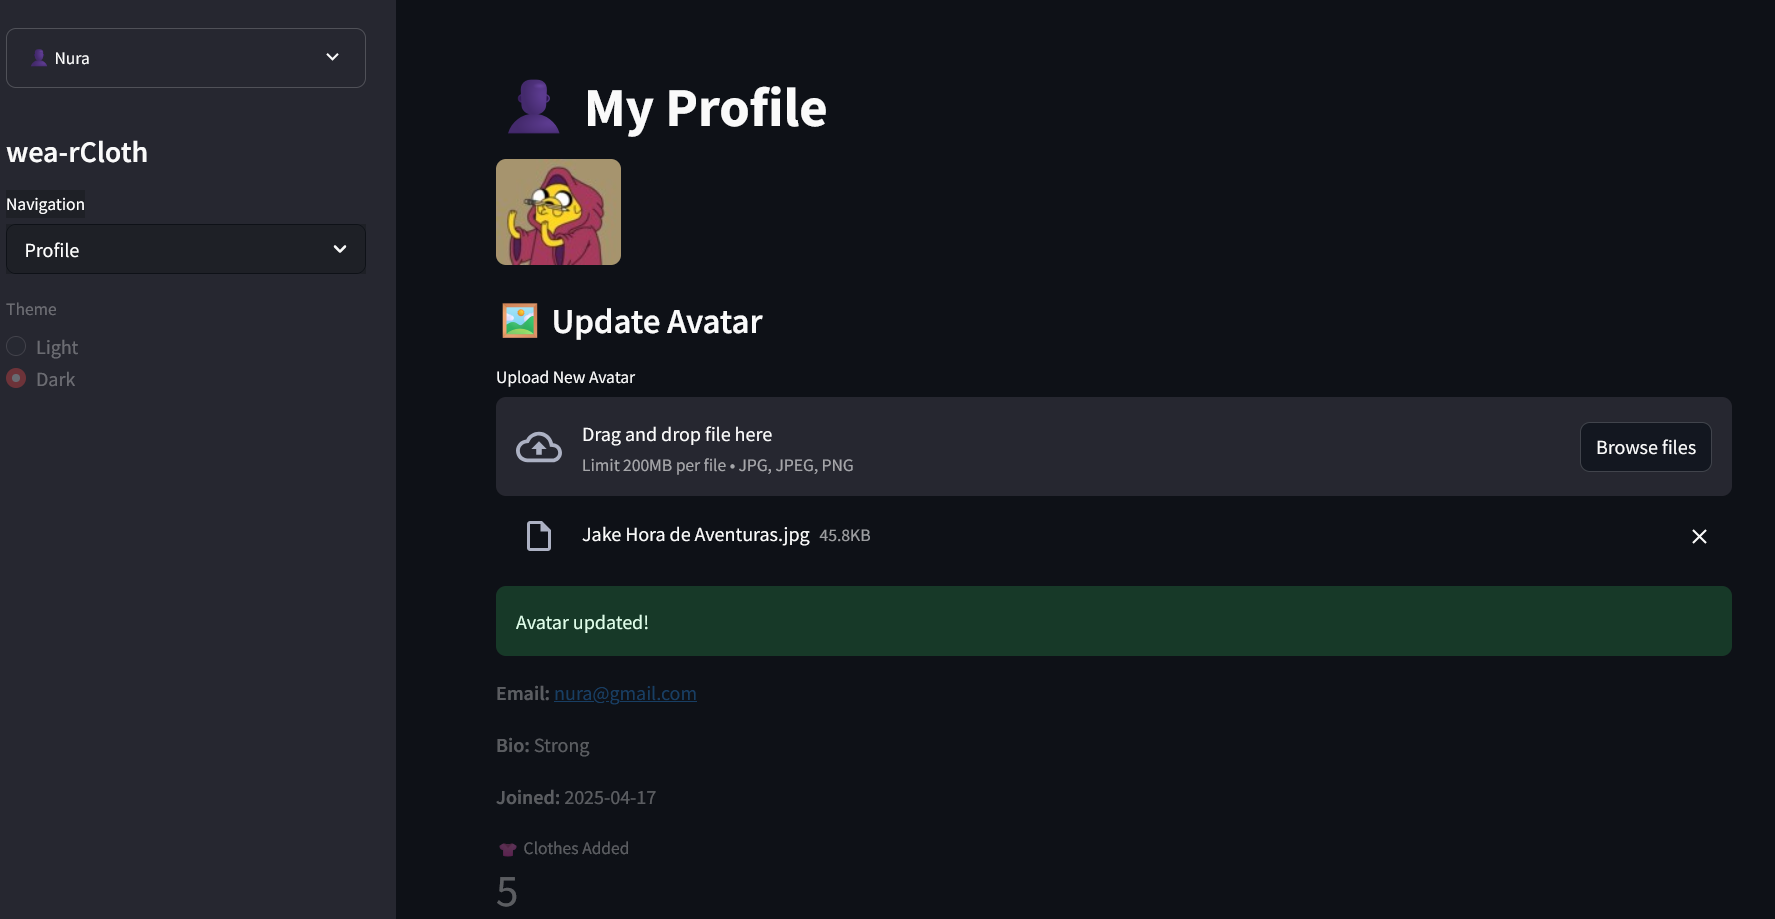 Nura
wea-rCloth
Navigation
Profile
Theme
Light
Dark
My Profile
Update Avatar
Upload New Avatar
Drag and drop file here
Limit 200MB per file • JPG, JPEG, PNG
Browse files
Jake Hora de Aventuras.jpg 45.8KB
Avatar updated!
Email: nura@gmail.com
Bio: Strong
Joined: 2025-04-17
Clothes Added
5